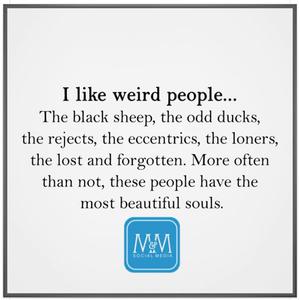 I like weird people...
The black sheep, the odd ducks,
the rejects, the eccentrics, the loners,
the lost and forgotten. More often
than not, these people have the
most beautiful souls.
M&M
SOCIAL MEDIA